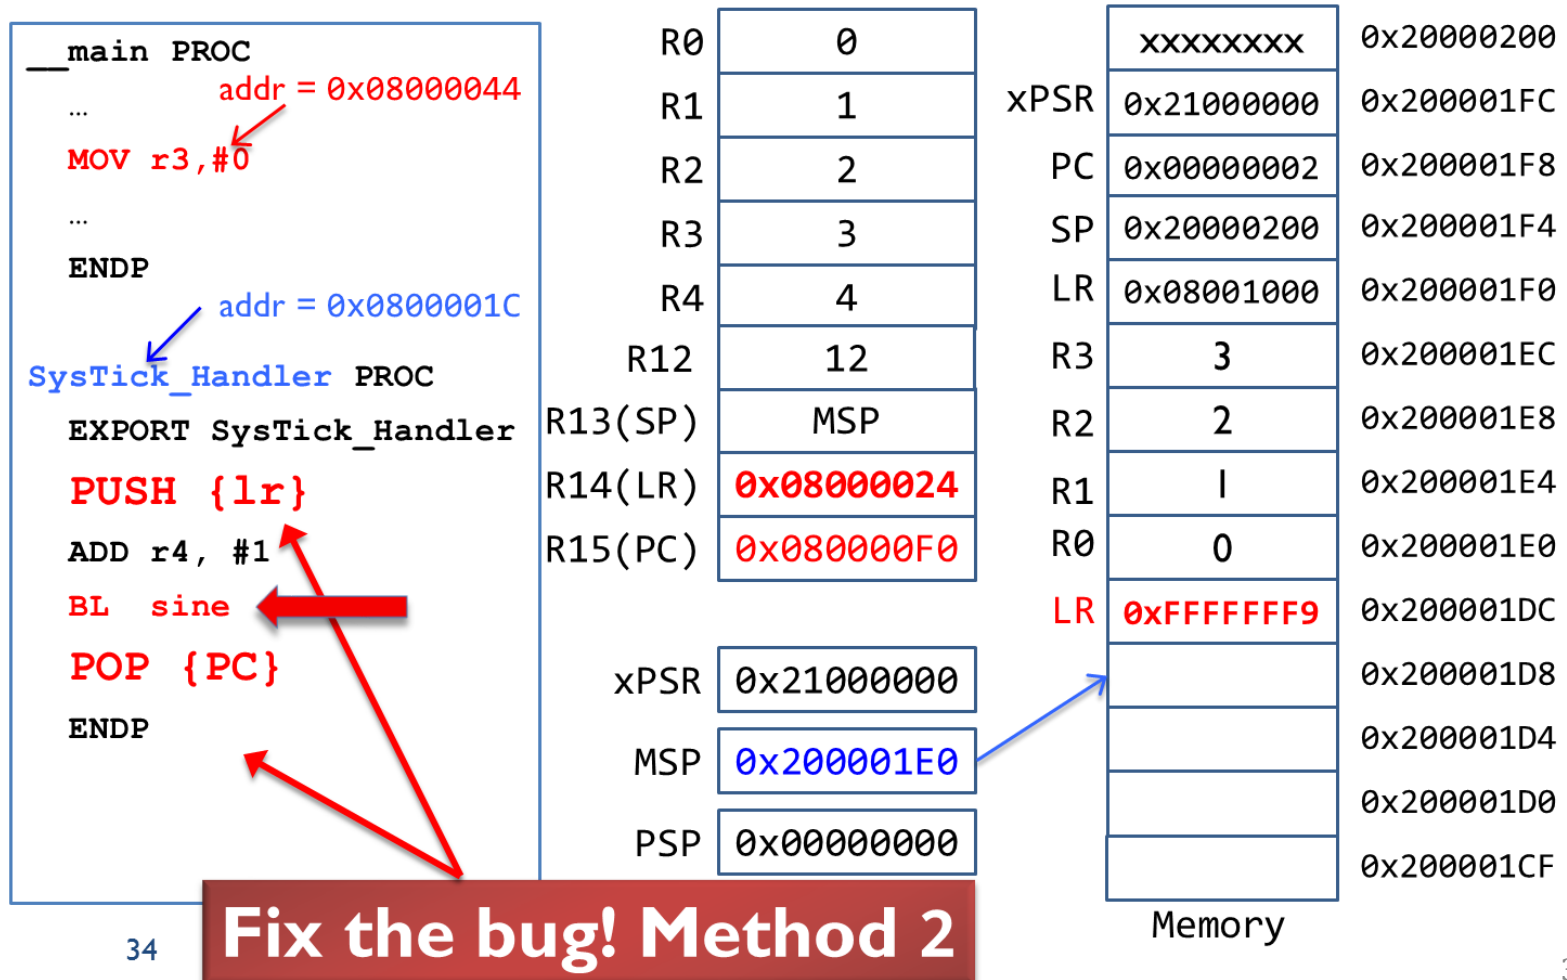 __main PROC
addr = 0x08000044
…
MOV r3,#0
…
ENDP
addr = 0x0800001C
SysTick_Handler PROC
EXPORT SysTick_Handler
PUSH {lr}
ADD r4, #1
BL sine
POP {PC}
ENDP
R0 0
R1 1
R2 2
R3 3
R4 4
R12 12
R13(SP) MSP
R14(LR) 0x08000024
R15(PC) 0x080000F0
xPSR 0x21000000
MSP 0x200001E0
PSP 0x00000000
xxxxxxxx 0x20000200
xPSR 0x21000000 0x200001FC
PC 0x00000002 0x200001F8
SP 0x20000200 0x200001F4
LR 0x08001000 0x200001F0
R3 3 0x200001EC
R2 2 0x200001E8
R1 1 0x200001E4
R0 0 0x200001E0
LR 0xFFFFFFF9 0x200001DC
0x200001D8
0x200001D4
0x200001D0
0x200001CF
Memory
Fix the bug! Method 2
34